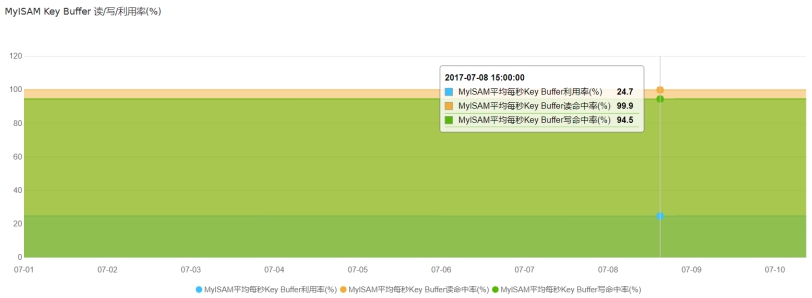 MyISAM Key Buffer 读/写/利用率(%)
120
100
80
60
40
20
0
2017-07-08 15:00:00
MyISAM平均每秒Key Buffer利用率(%) 24.7
MyISAM平均每秒Key Buffer读命中率(%) 99.9
MyISAM平均每秒Key Buffer写命中率(%) 94.5
07-01 07-02 07-03 07-04 07-05 07-06 07-07 07-08 07-09 07-10
MyISAM平均每秒Key Buffer利用率(%) MyISAM平均每秒Key Buffer读命中率(%) MyISAM平均每秒Key Buffer写命中率(%)